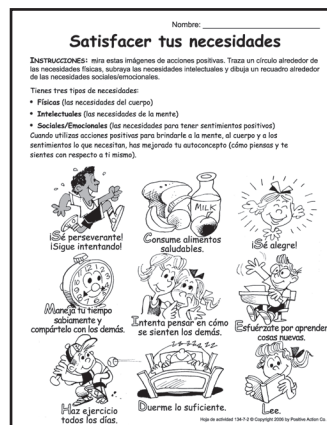 Nombre:
Satisfacer tus necesidades
INSTRUCCIONES: mira estas imágenes de acciones positivas. Traza un círculo alrededor de
las necesidades físicas, subraya las necesidades intelectuales y dibuja un recuadro alrededor
de las necesidades sociales/emocionales.
Tienes tres tipos de necesidades:
• Físicas (las necesidades del cuerpo)
• Intelectuales (las necesidades de la mente)
• Sociales/Emocionales (las necesidades para tener sentimientos positivos)
Cuando utilizas acciones positivas para brindarle a la mente, al cuerpo y a los
sentimientos lo que necesitan, has mejorado tu autoconcepto (cómo piensas y te
sientes con respecto a ti mismo).
MILK
¡Sé perseverante!
¡Sigue intentando!
Consume alimentos
saludables.
¡Sé alegre!
Maneja tu tiempo
sabiamente y
compártelo con los demás.
Intenta pensar en cómo
se sienten los demás.
Esfuérzate por aprender
cosas nuevas.
Haz ejercicio
todos los días.
Duerme lo suficiente.
Lee.
Hoja de actividad 134-7-2 © Copyright 2006 by Positive Action Co.